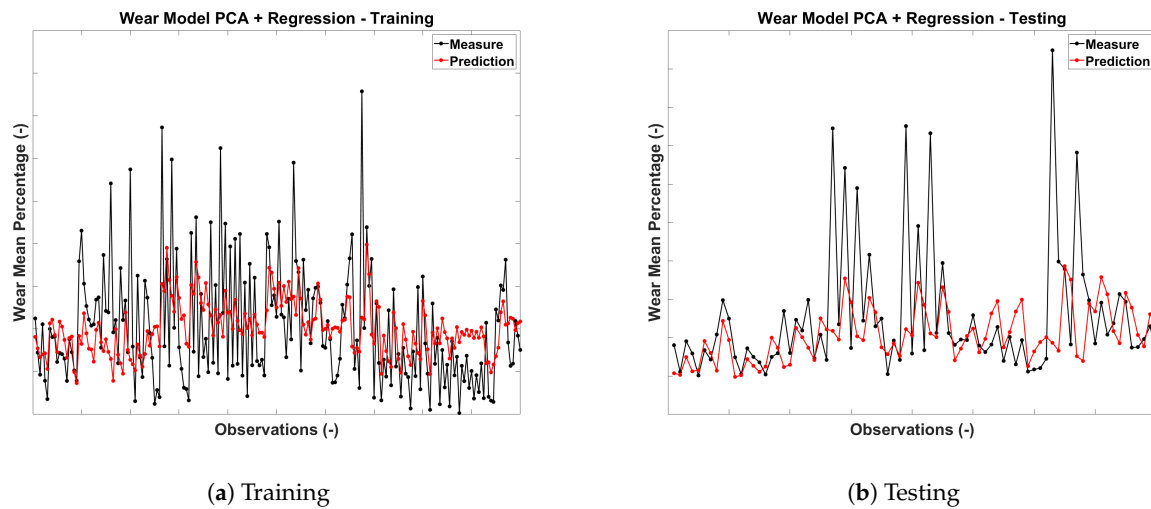 Wear Model PCA + Regression - Training
Measure
Prediction
Wear Mean Percentage (-)
Observations (-)
(a) Training
Wear Model PCA + Regression - Testing
Measure
Prediction
Wear Mean Percentage (-)
Observations (-)
(b) Testing